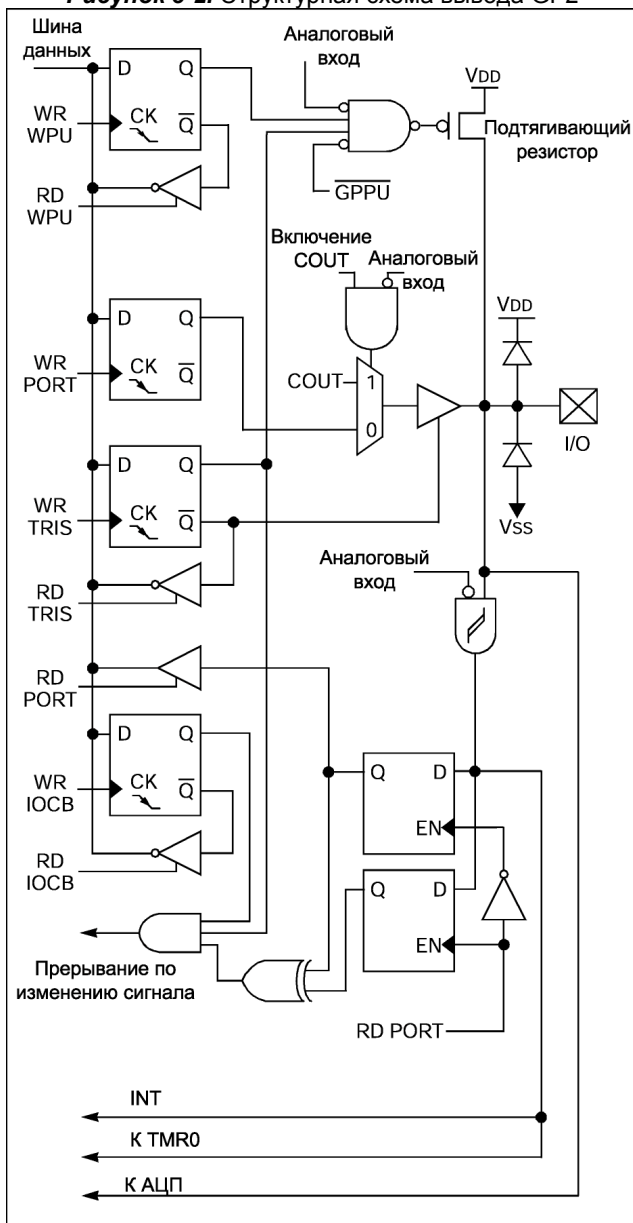 Рисунок 3-2. Структурная схема вывода GP2
Шина
данных
D
Q
WR
WPU
CK
Q
RD
WPU
Аналоговый
вход
VDD
Подтягивающий
резистор
GPPU
Включение
COUT
Аналоговый
вход
VDD
D
Q
WR
PORT
CK
Q
COUT
1
0
I/O
VSS
D
Q
WR
TRIS
CK
Q
RD
TRIS
Аналоговый
вход
RD
PORT
D
Q
WR
IOCB
CK
Q
RD
IOCB
Q
D
EN
Q
D
EN
Прерывание по
изменению сигнала
RD PORT
INT
К TMR0
К АЦП